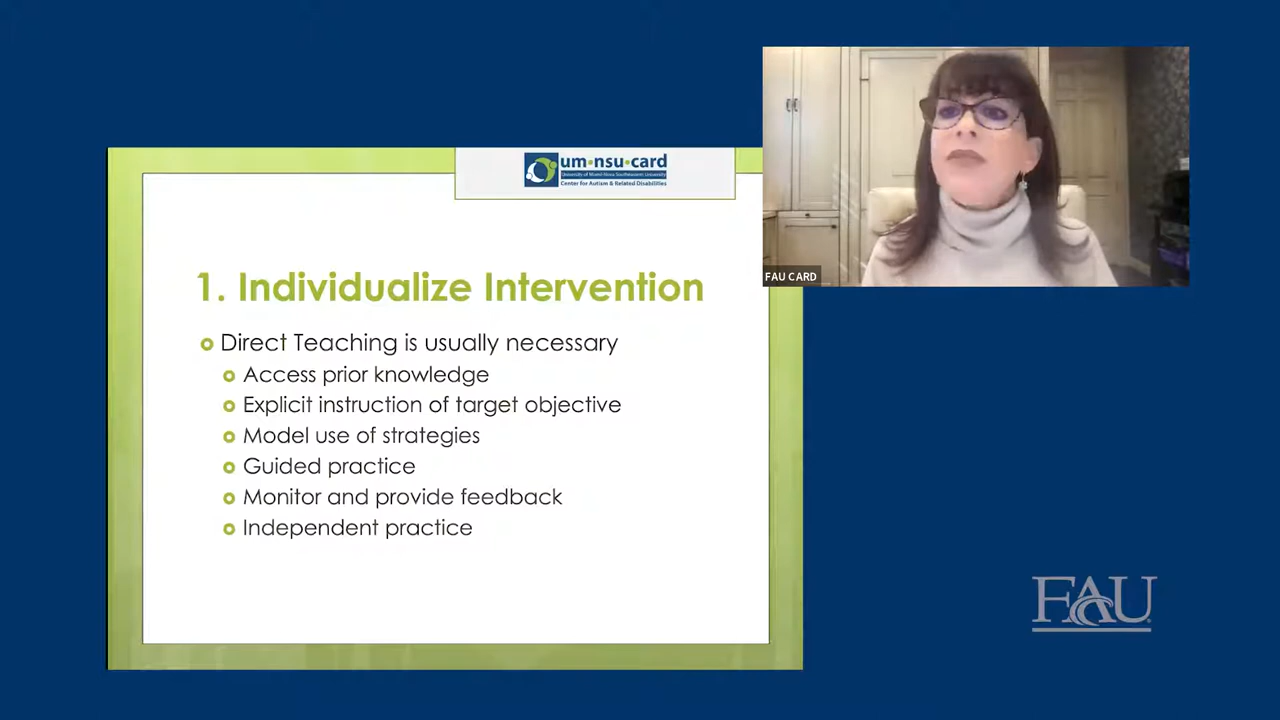 um•nsu•card
University of Miami-Nova Southeastern University
Center for Autism & Related Disabilities
FAU CARD
1. Individualize Intervention
Direct Teaching is usually necessary
Access prior knowledge
Explicit instruction of target objective
Model use of strategies
Guided practice
Monitor and provide feedback
Independent practice
FAU